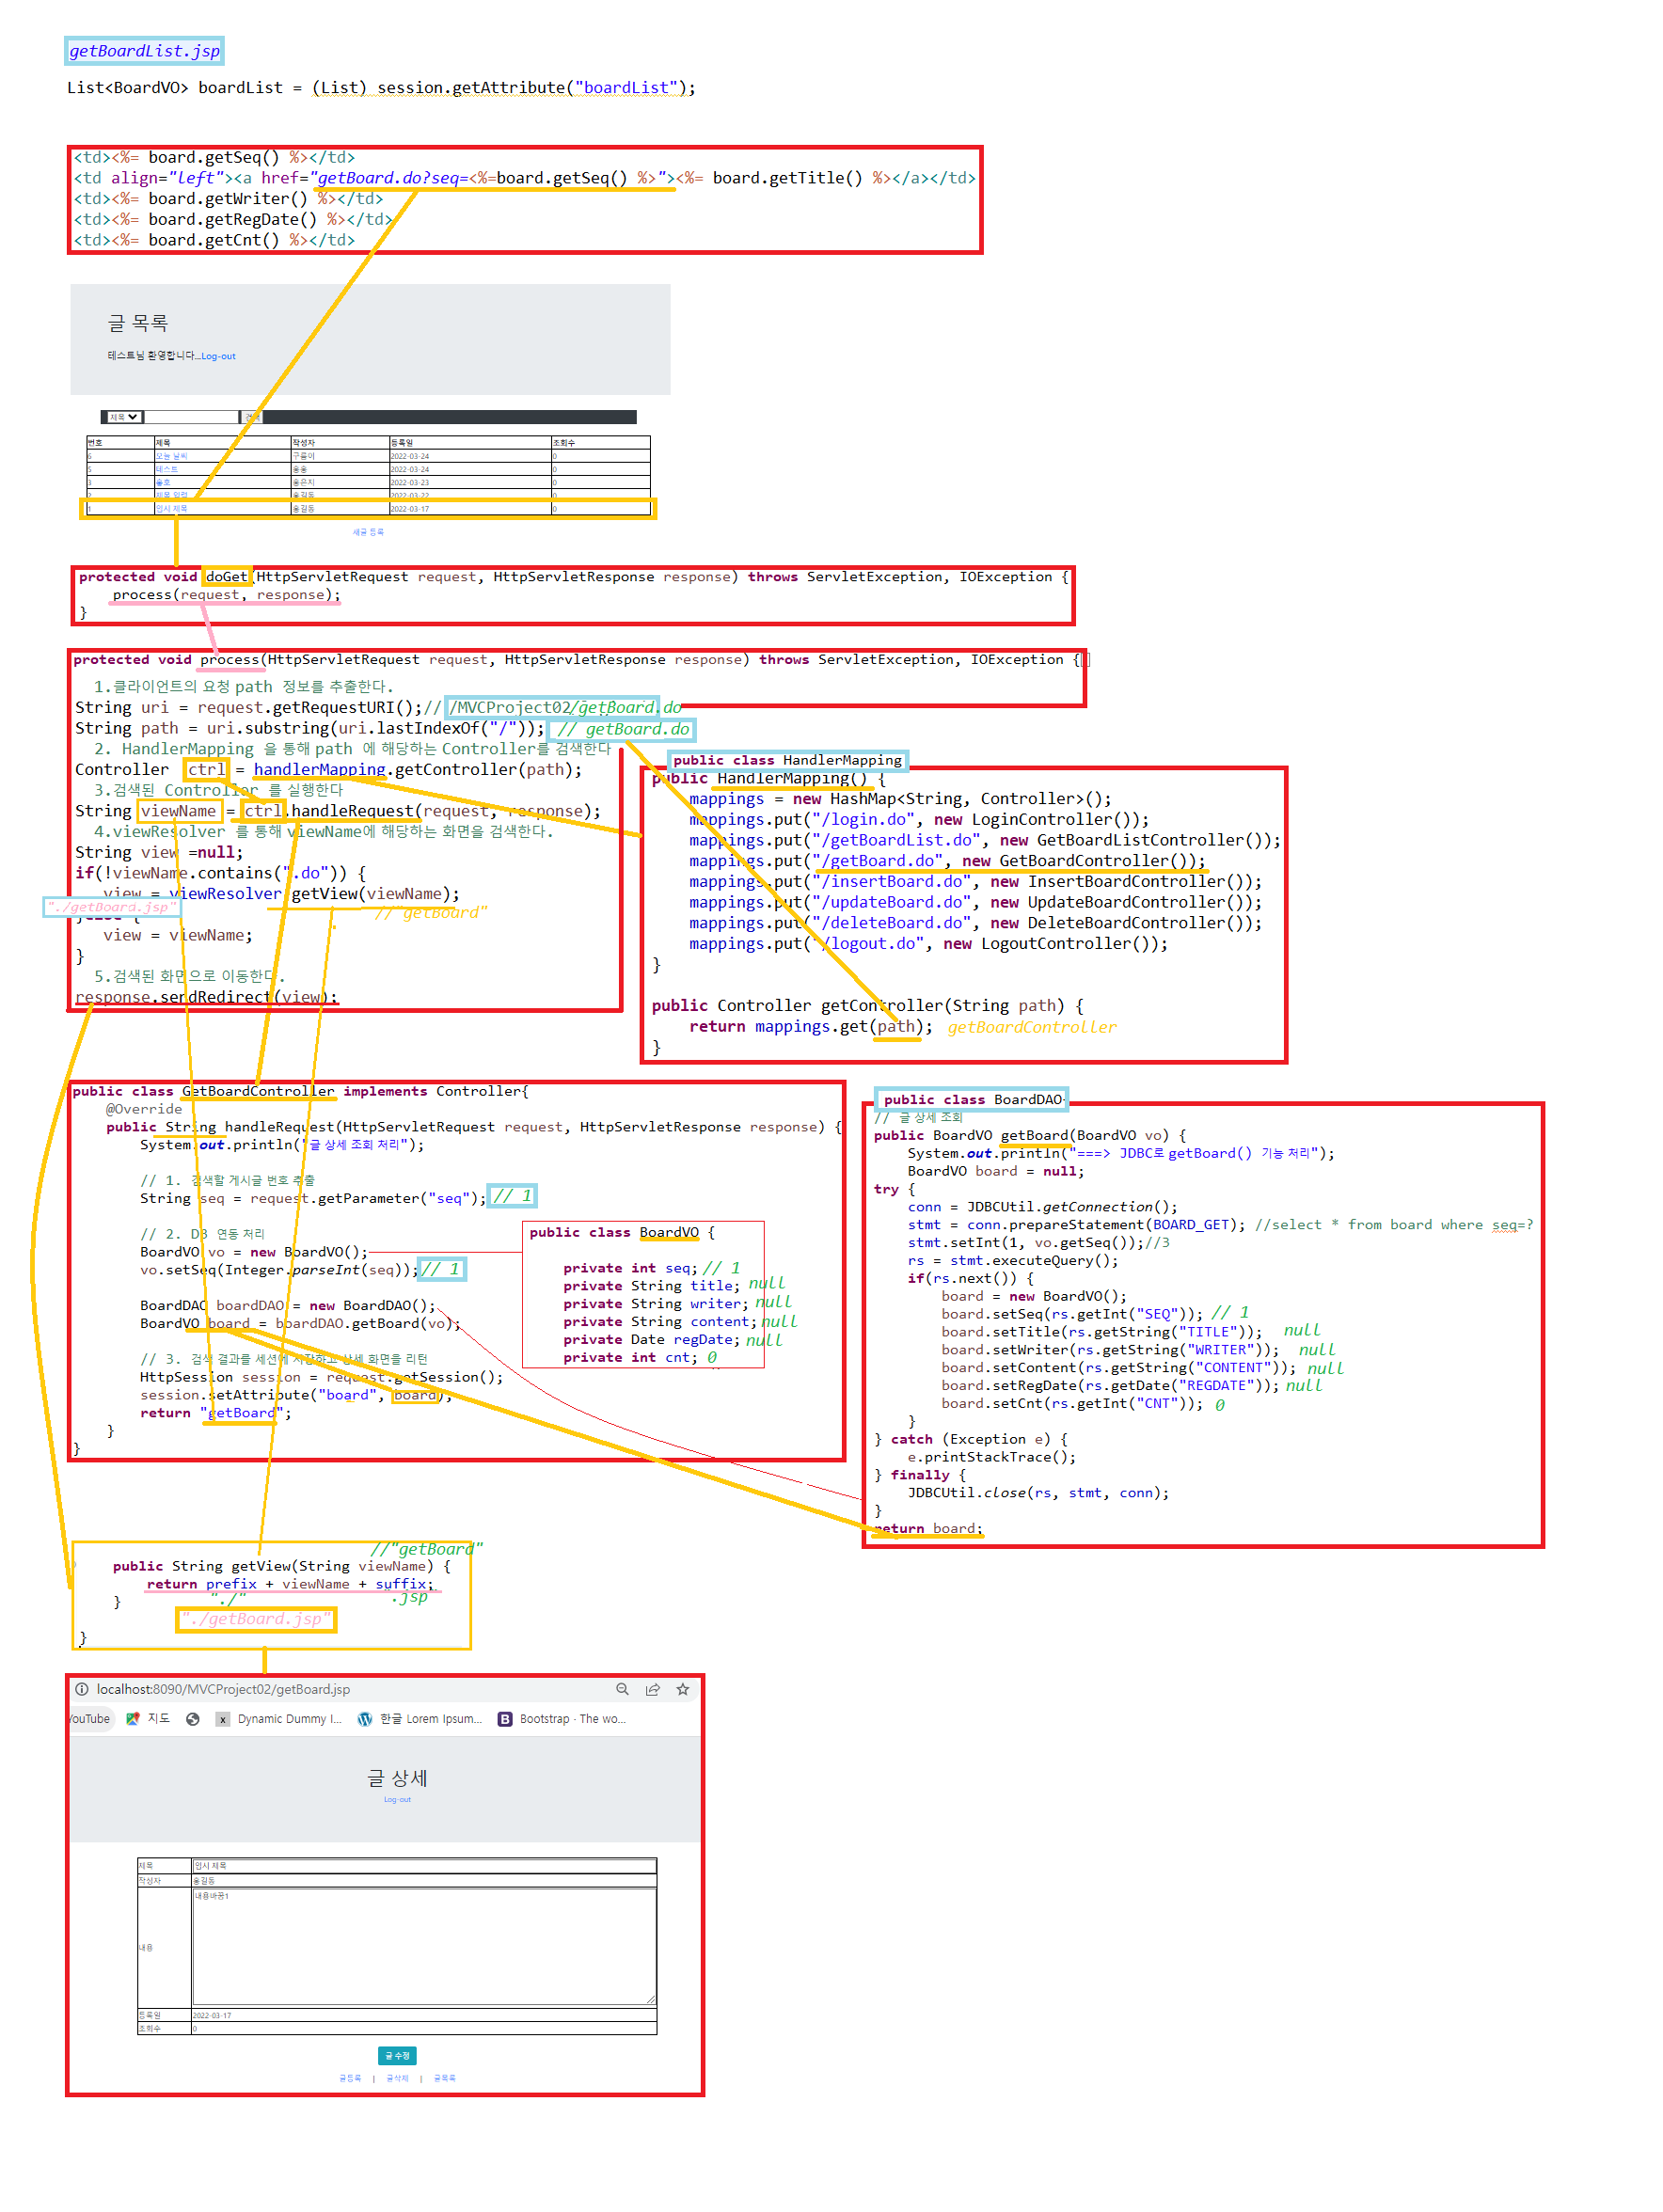 getBoardList.jsp
List<BoardVO> boardList = (List) session.getAttribute("boardList");
<td><%= board.getSeq() %></td>
<td align="left"><a href="getBoard.do?seq=<%=board.getSeq() %>"><%= board.getTitle() %></a></td>
<td><%= board.getWriter() %></td>
<td><%= board.getRegDate() %></td>
<td><%= board.getCnt() %></td>
글 목록
테스트님 환영합니다...Log-out
제목
번호 제목 작성자 등록일 조회수
6 오늘 날씨 구름이 2022-03-24 0
5 테스트 2022-03-24 0
3 2022-03-23 0
2 제목 입력 홍길동 2022-03-22 0
1 임시 제목 홍길동 2022-03-17 0
새글 등록
protected void doGet(HttpServletRequest request, HttpServletResponse response) throws ServletException, IOException {
process(request, response);
}
protected void process(HttpServletRequest request, HttpServletResponse response) throws ServletException, IOException {
1.클라이언트의 요청 path 정보를 추출한다.
String uri = request.getRequestURI();// /MVCProject02/getBoard.do
String path = uri.substring(uri.lastIndexOf("/")); // getBoard.do
2. HandlerMapping 을 통해 path 에 해당하는 Controller를 검색한다
Controller ctrl = handlerMapping.getController(path);
3.검색된 Controller 를 실행한다
String viewName = ctrl.handleRequest(request, response);
4.viewResolver 를 통해 viewName에 해당하는 화면을 검색한다.
String view =null;
if(!viewName.contains(".do")) {
view = viewResolver.getView(viewName);
"./getBoard.jsp"
//"getBoard"
}else {
view = viewName;
}
5.검색된 화면으로 이동한다.
response.sendRedirect(view);
public class HandlerMapping
public HandlerMapping() {
mappings = new HashMap<String, Controller>();
mappings.put("/login.do", new LoginController());
mappings.put("/getBoardList.do", new GetBoardListController());
mappings.put("/getBoard.do", new GetBoardController());
mappings.put("/insertBoard.do", new InsertBoardController());
mappings.put("/updateBoard.do", new UpdateBoardController());
mappings.put("/deleteBoard.do", new DeleteBoardController());
mappings.put("/logout.do", new LogoutController());
}
public Controller getController(String path) {
return mappings.get(path); getBoardController
}
public class GetBoardController implements Controller{
@Override
public String handleRequest(HttpServletRequest request, HttpServletResponse response) {
System.out.println("글 상세 조회 처리");
// 1. 검색할 게시글 번호 추출
String seq = request.getParameter("seq"); // 1
// 2. DB 연동 처리
BoardVO vo = new BoardVO();
vo.setSeq(Integer.parseInt(seq)); // 1
BoardDAO boardDAO = new BoardDAO();
BoardVO board = boardDAO.getBoard(vo);
// 3. 검색 결과를 세션에 저장하고 상세 화면을 리턴
HttpSession session = request.getSession();
session.setAttribute("board", board);
return "getBoard";
}
}
public class BoardVO {
private int seq; // 1
private String title; null
private String writer; null
private String content; null
private Date regDate; null
private int cnt; 0
public class BoardDAO
// 글 상세 조회
public BoardVO getBoard(BoardVO vo) {
System.out.println("===> JDBC로 getBoard() 기능 처리");
BoardVO board = null;
try {
conn = JDBCUtil.getConnection();
stmt = conn.prepareStatement(BOARD_GET); //select * from board where seq=?
stmt.setInt(1, vo.getSeq());//3
rs = stmt.executeQuery();
if(rs.next()) {
board = new BoardVO();
board.setSeq(rs.getInt("SEQ")); // 1
board.setTitle(rs.getString("TITLE")); null
board.setWriter(rs.getString("WRITER")); null
board.setContent(rs.getString("CONTENT")); null
board.setRegDate(rs.getDate("REGDATE")); null
board.setCnt(rs.getInt("CNT")); 0
}
} catch (Exception e) {
e.printStackTrace();
} finally {
JDBCUtil.close(rs, stmt, conn);
}
return board;
//"getBoard"
public String getView(String viewName) {
return prefix + viewName + suffix;
} "./" .jsp
"./getBoard.jsp"
}
localhost:8090/MVCProject02/getBoard.jsp
YouTube 지도 x Dynamic Dummy I... 한글 Lorem Ipsum... B Bootstrap · The wo...
글 상세
Log-out
제목 임시 제목
작성자 홍길동
내용 내용바꿈1
등록일 2022-03-17
조회수 0
글 수정
글등록 | 글삭제 | 글목록